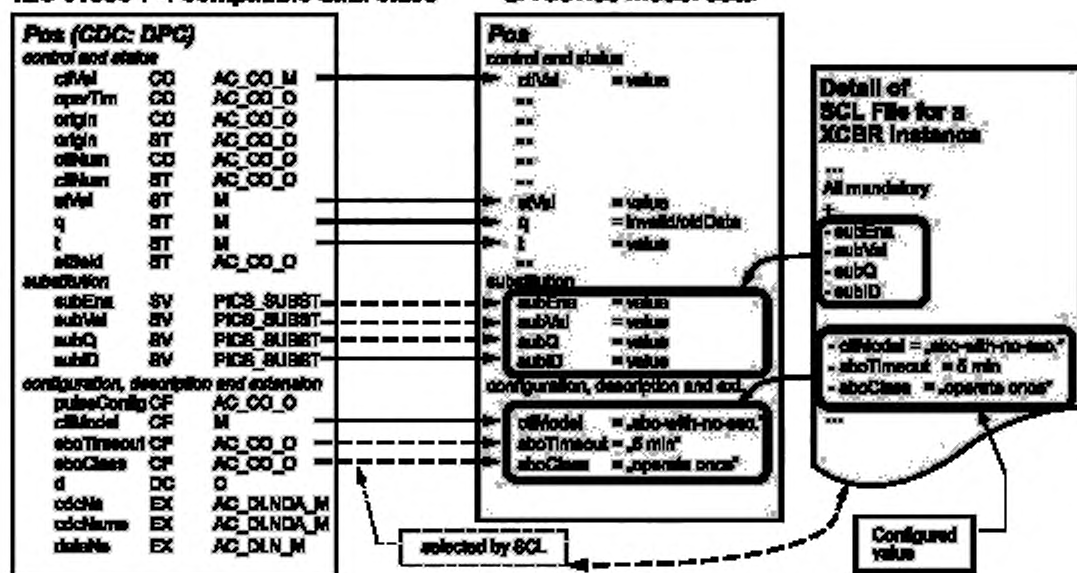 Pos (CDC: DPC)
control and status
ctlVal CO AC_CO_M
operTim CO AC_CO_O
origin CO AC_CO_O
origin ST AC_CO_O
ctlNum CO AC_CO_O
ctlNum ST AC_CO_O
stVal ST M
q ST M
t ST M
stSeld ST AC_CO_O
substitution
subEna SV PICS_SUBST
subVal SV PICS_SUBST
subQ SV PICS_SUBST
subID SV PICS_SUBST
configuration, description and extension
pulseConfig CF AC_CO_O
ctlModel CF M
sboTimeout CF AC_CO_O
sboClass CF AC_CO_O
d DC O
cdcNs EX AC_DLNDA_M
cdcName EX AC_DLNDA_M
dataNs EX AC_DLN_M
Pos
control and status
ctlVal = value
...
...
...
...
...
stVal = value
q = invalid/oldData
t = value
...
substitution
subEna = value
subVal = value
subQ = value
subID = value
configuration, description and ext...
ctlModel = „sbo-with-no-sec."
sboTimeout = „5 min"
sboClass = „operate once"
selected by SCL
Detail of
SCL File for a
XCBR Instance
...
All mandatory
+
- subEna
- subVal
- subQ
- subID
- ctlModel = „sbo-with-no-sec."
- sboTimeout = 5 min
- sboClass = „operate once"
...
Configured
value